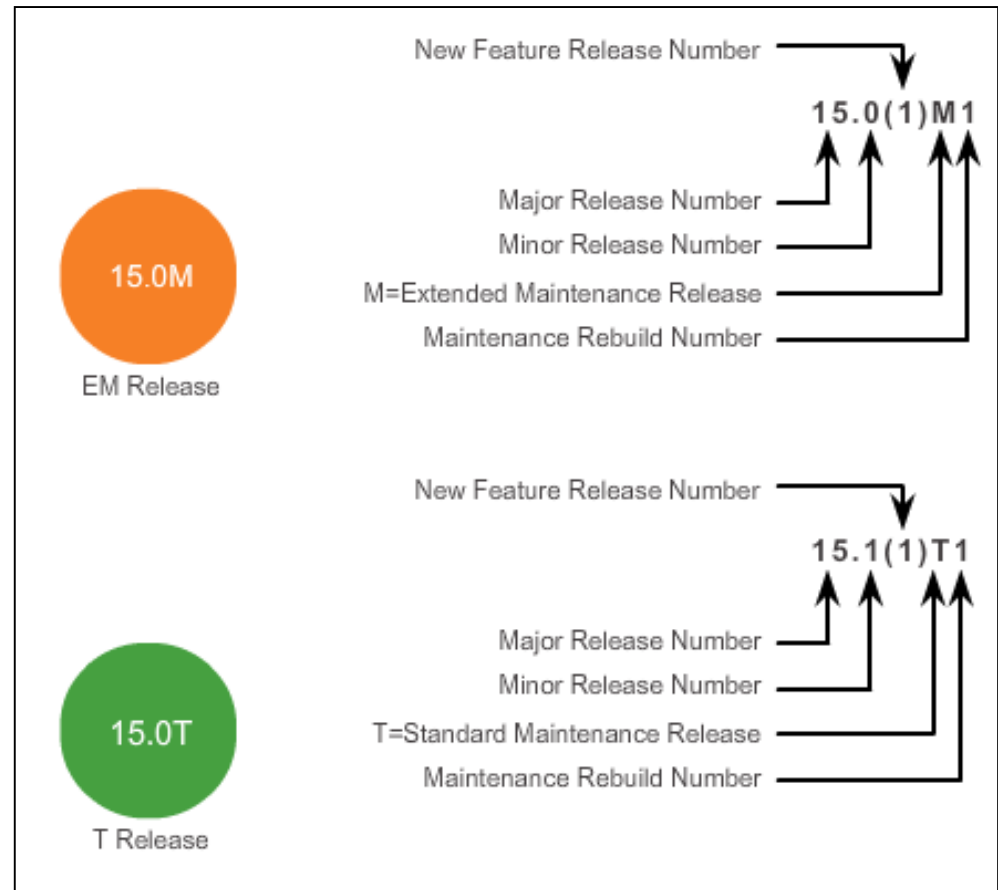 New Feature Release Number
15.0(1)M1
Major Release Number
Minor Release Number
15.0M
M=Extended Maintenance Release
Maintenance Rebuild Number
EM Release
New Feature Release Number
15.1(1)T1
Major Release Number
Minor Release Number
15.0T
T=Standard Maintenance Release
Maintenance Rebuild Number
T Release